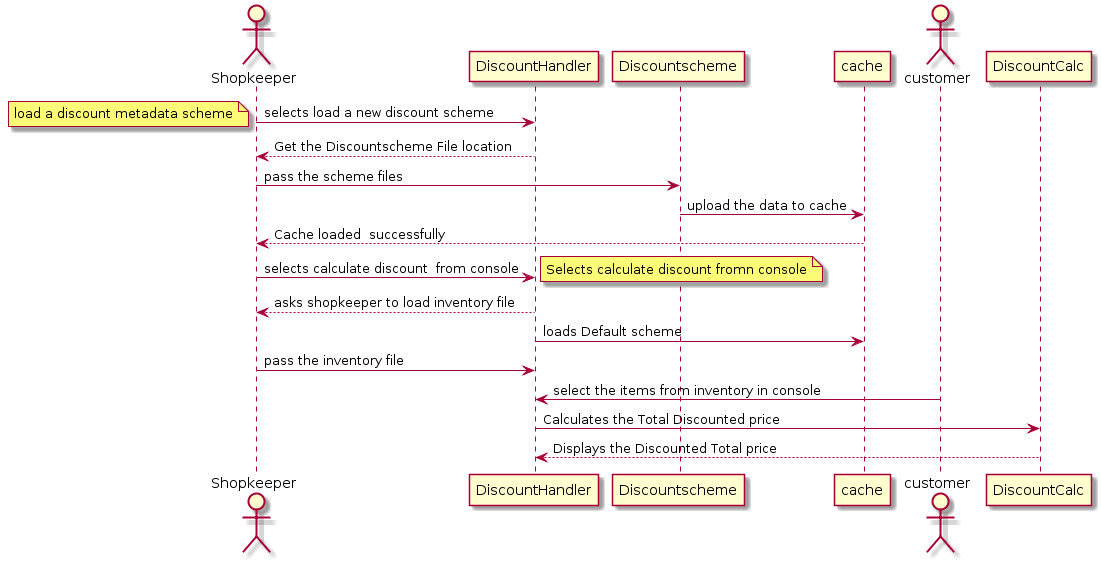 Shopkeeper
customer
DiscountHandler
Discountscheme
cache
DiscountCalc
load a discount metadata scheme
selects load a new discount scheme
Get the Discountscheme File location
pass the scheme files
upload the data to cache
Cache loaded  successfully
selects calculate discount  from console
Selects calculate discount fromn console
asks shopkeeper to load inventory file
loads Default scheme
pass the inventory file
select the items from inventory in console
Calculates the Total Discounted price
Displays the Discounted Total price
Shopkeeper
DiscountHandler
Discountscheme
cache
customer
DiscountCalc